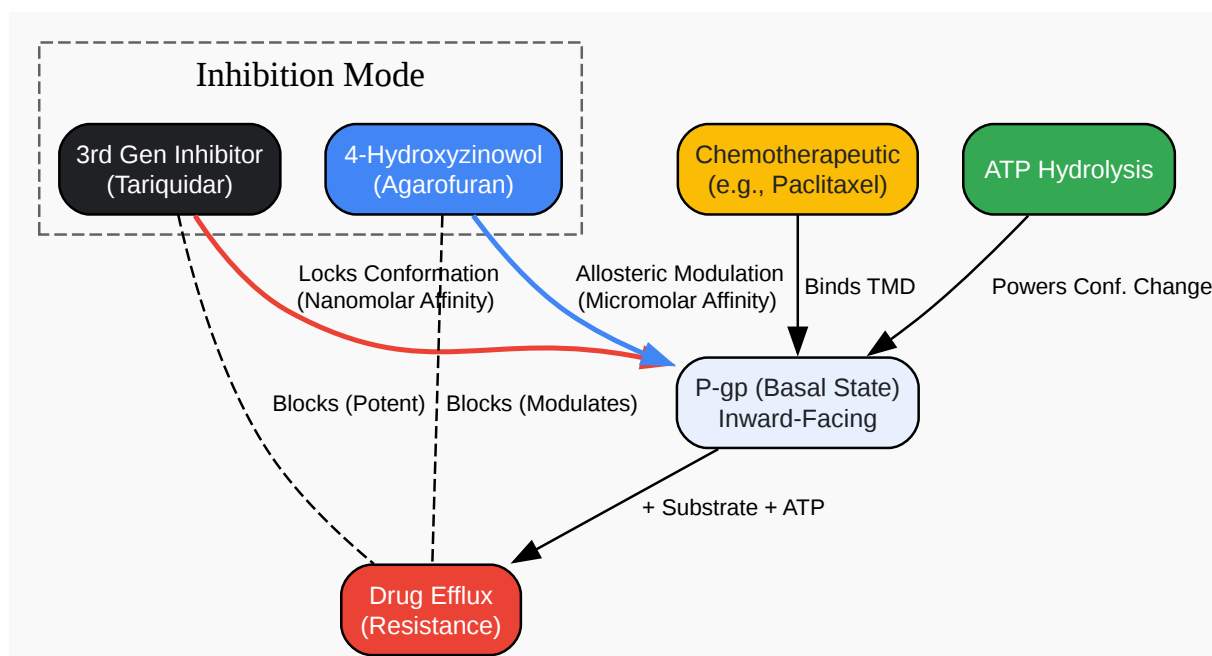 Inhibition Mode
3rd Gen Inhibitor
(Tariquidar)
4-Hydroxyzinowol
(Agarofuran)
Chemotherapeutic
(e.g., Paclitaxel)
ATP Hydrolysis
Locks Conformation
(Nanomolar Affinity)
Allosteric Modulation
(Micromolar Affinity)
Binds TMD
Powers Conf. Change
Blocks (Potent)
Blocks (Modulates)
P-gp (Basal State)
Inward-Facing
+ Substrate + ATP
Drug Efflux
(Resistance)